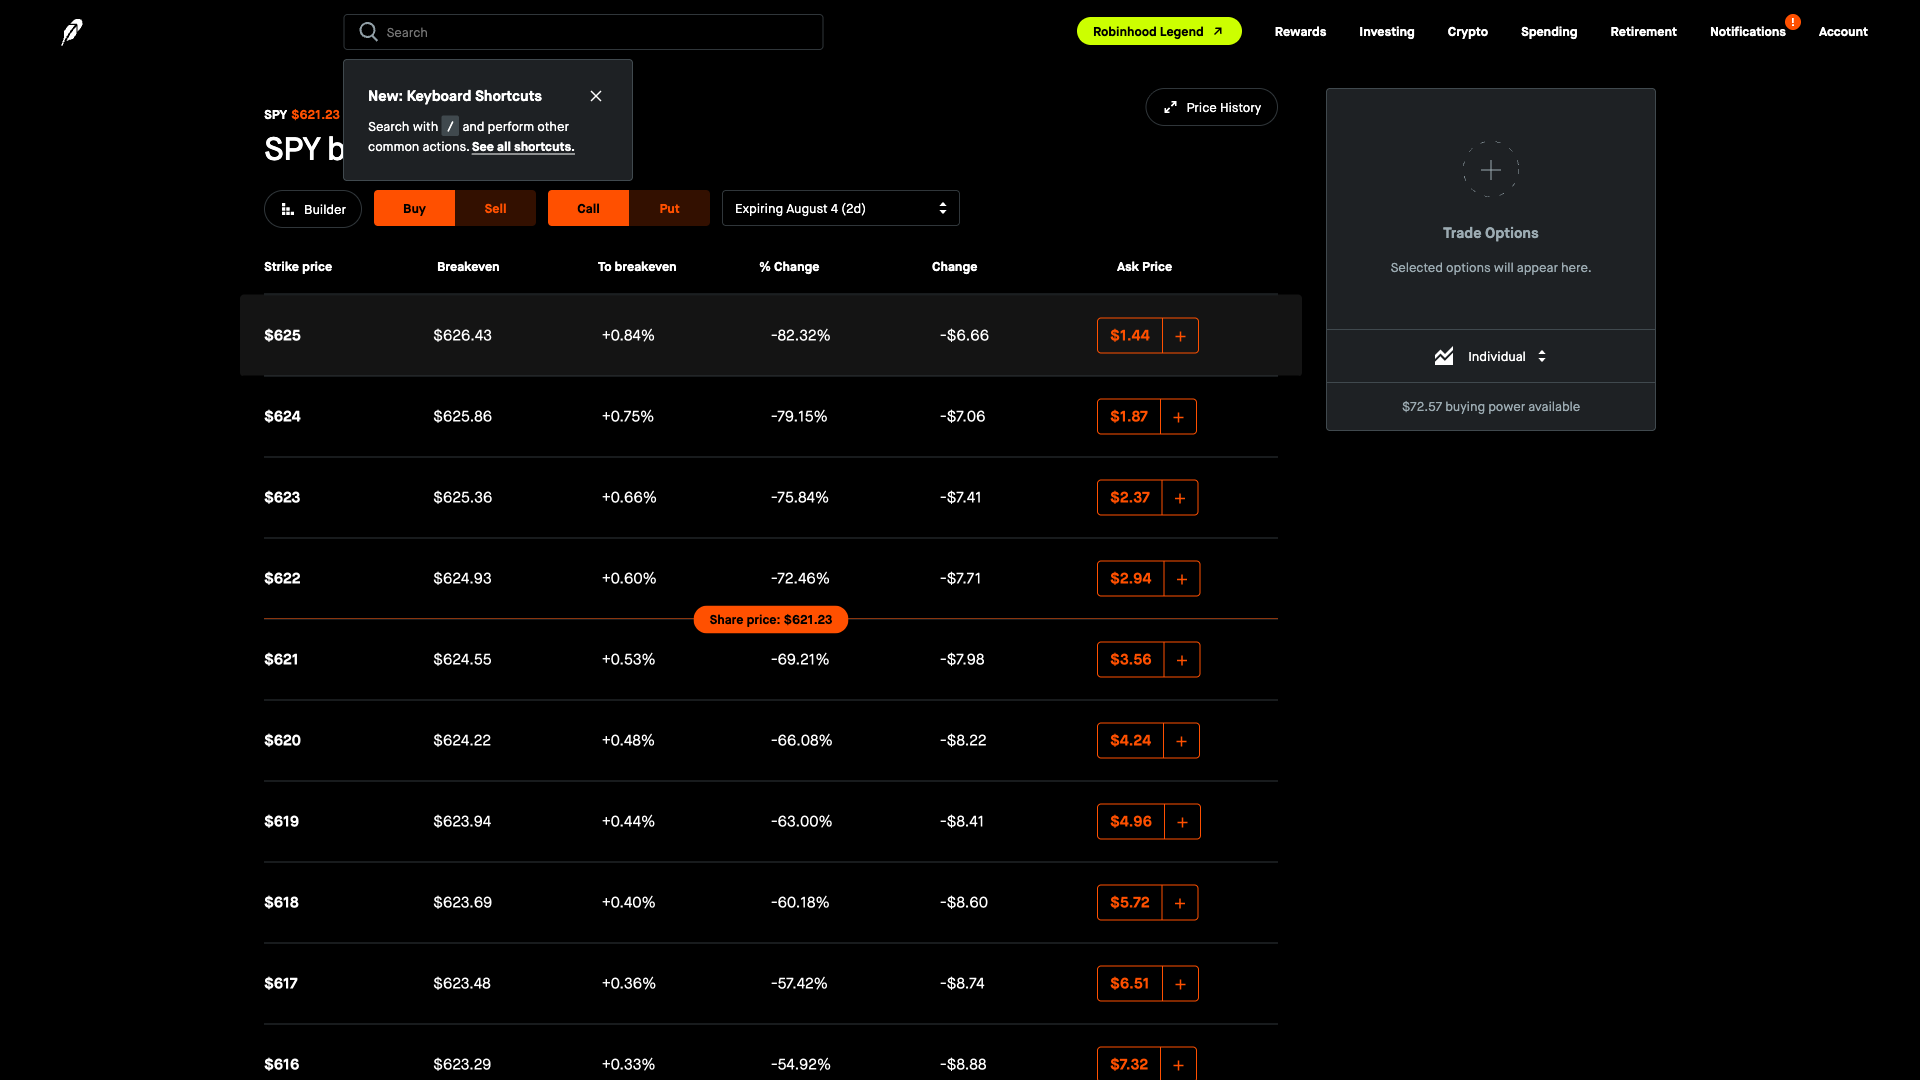 Search
Robinhood Legend
Rewards
Investing
Crypto
Spending
Retirement
Notifications
!
Account
New: Keyboard Shortcuts
Search with / and perform other
common actions. See all shortcuts.
SPY $621.23
SPY b
Price History
Builder
Buy
Sell
Call
Put
Expiring August 4 (2d)
Strike price Breakeven To breakeven % Change Change Ask Price
$625 $626.43 +0.84% -82.32% -$6.66 $1.44 +
$624 $625.86 +0.75% -79.15% -$7.06 $1.87 +
$623 $625.36 +0.66% -75.84% -$7.41 $2.37 +
$622 $624.93 +0.60% -72.46% -$7.71 $2.94 +
Share price: $621.23
$621 $624.55 +0.53% -69.21% -$7.98 $3.56 +
$620 $624.22 +0.48% -66.08% -$8.22 $4.24 +
$619 $623.94 +0.44% -63.00% -$8.41 $4.96 +
$618 $623.69 +0.40% -60.18% -$8.60 $5.72 +
$617 $623.48 +0.36% -57.42% -$8.74 $6.51 +
$616 $623.29 +0.33% -54.92% -$8.88 $7.32 +
Trade Options
Selected options will appear here.
Individual
$72.57 buying power available